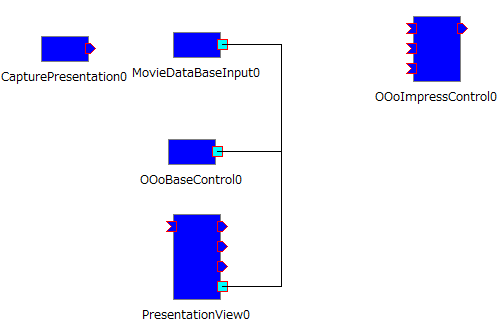 CapturePresentation0
MovieDataBaseInput0
OOoImpressControl0
OOoBaseControl0
PresentationView0